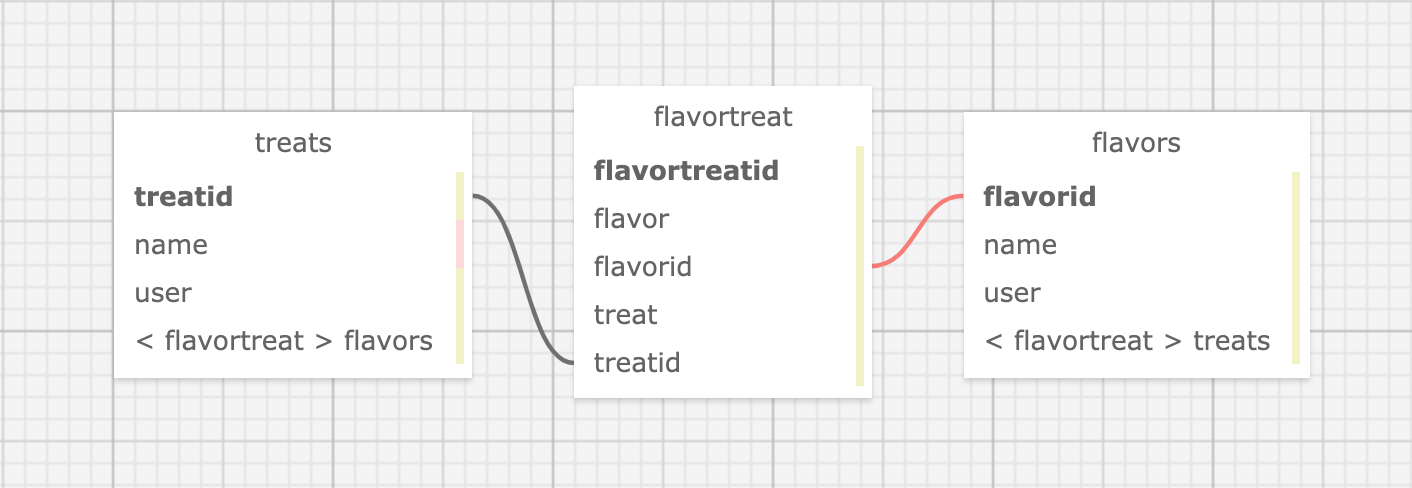 treats
treatid
name
user
< flavortreat > flavors
flavortreat
flavortreatid
flavor
flavorid
treat
treatid
flavors
flavorid
name
user
< flavortreat > treats